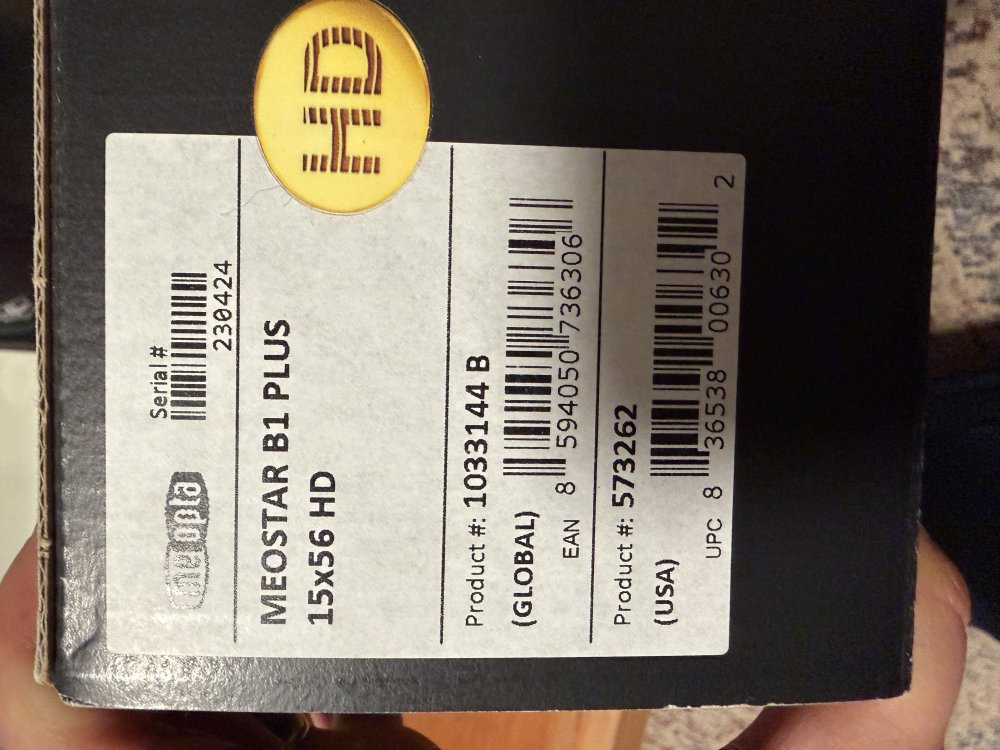 HD
meopta
Serial #
230424
MEOSTAR B1 PLUS
15x56 HD
Product #: 1033144 B
(GLOBAL)
EAN 8 594050 736306
Product #: 573262
(USA)
UPC 8 36538 00630 2